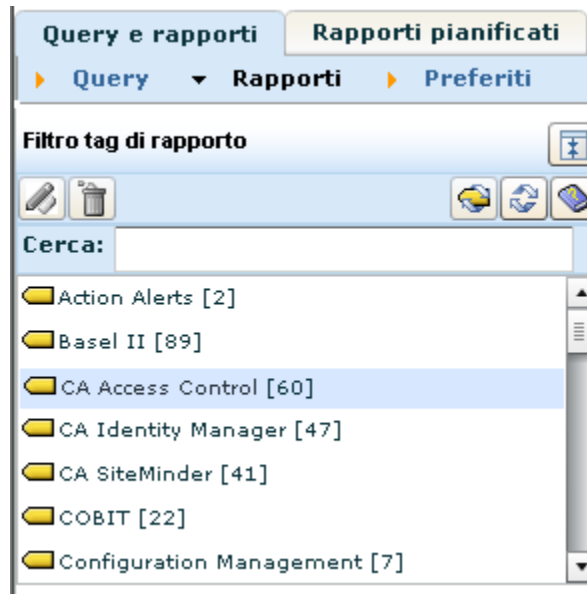 Query e rapporti Rapporti pianificati
Query Rapporti Preferiti
Filtro tag di rapporto
Cerca:
Action Alerts [2]
Basel II [89]
CA Access Control [60]
CA Identity Manager [47]
CA SiteMinder [41]
COBIT [22]
Configuration Management [7]